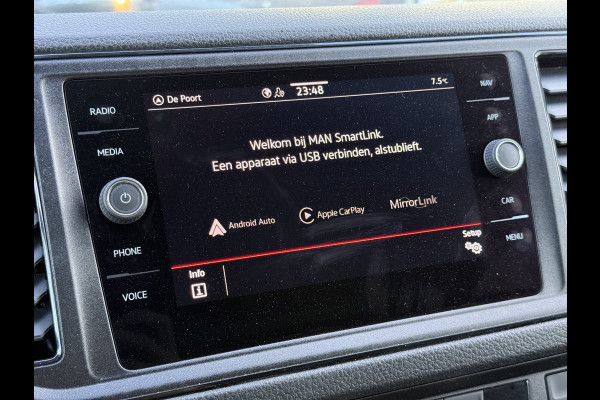 RADIO
MEDIA
PHONE
VOICE
De Poort
23:48
7.5°C
Welkom bij MAN SmartLink.
Een apparaat via USB verbinden, alstublieft.
Android Auto
Apple CarPlay
MirrorLink
Info
Setup
NAV
APP
CAR
MENU